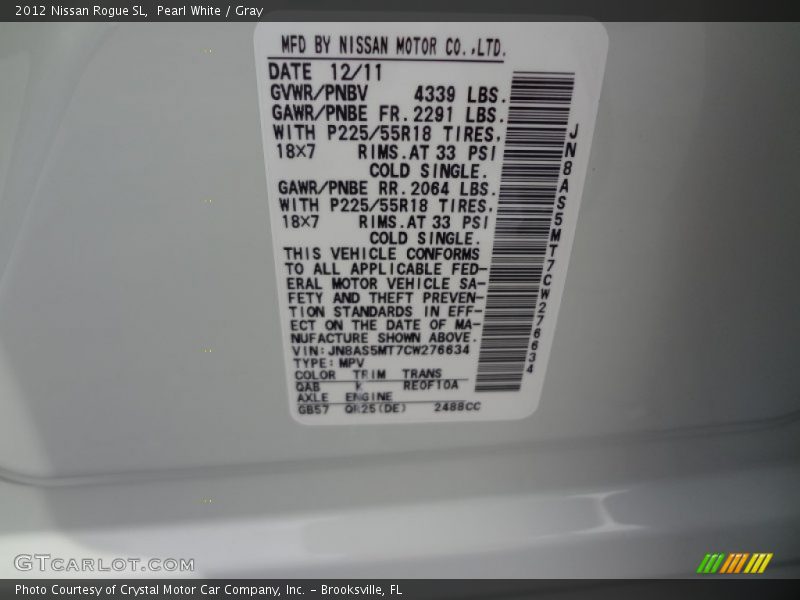 2012 Nissan Rogue SL, Pearl White / Gray
MFD BY NISSAN MOTOR CO.,LTD.
DATE 12/11
GVWR/PNBV 4339 LBS.
GAWR/PNBE FR.2291 LBS.
WITH P225/55R18 TIRES.
18×7 RIMS.AT 33 PSI
COLD SINGLE.
GAWR/PNBE RR.2064 LBS.
WITH P225/55R18 TIRES.
18×7 RIMS.AT 33 PSI
COLD SINGLE.
THIS VEHICLE CONFORMS
TO ALL APPLICABLE FED-
ERAL MOTOR VEHICLE SA-
FETY AND THEFT PREVEN-
TION STANDARDS IN EFF-
ECT ON THE DATE OF MA-
NUFACTURE SHOWN ABOVE.
VIN:JN8AS5MT7CW276634
TYPE:MPV
COLOR TRIM TRANS
QAB K RE0F10A
AXLE ENGINE
GB57 QR25(DE) 2488CC
JN8AS5MT7CW276634
GTCARLOT.COM
Photo Courtesy of Crystal Motor Car Company, Inc. – Brooksville, FL